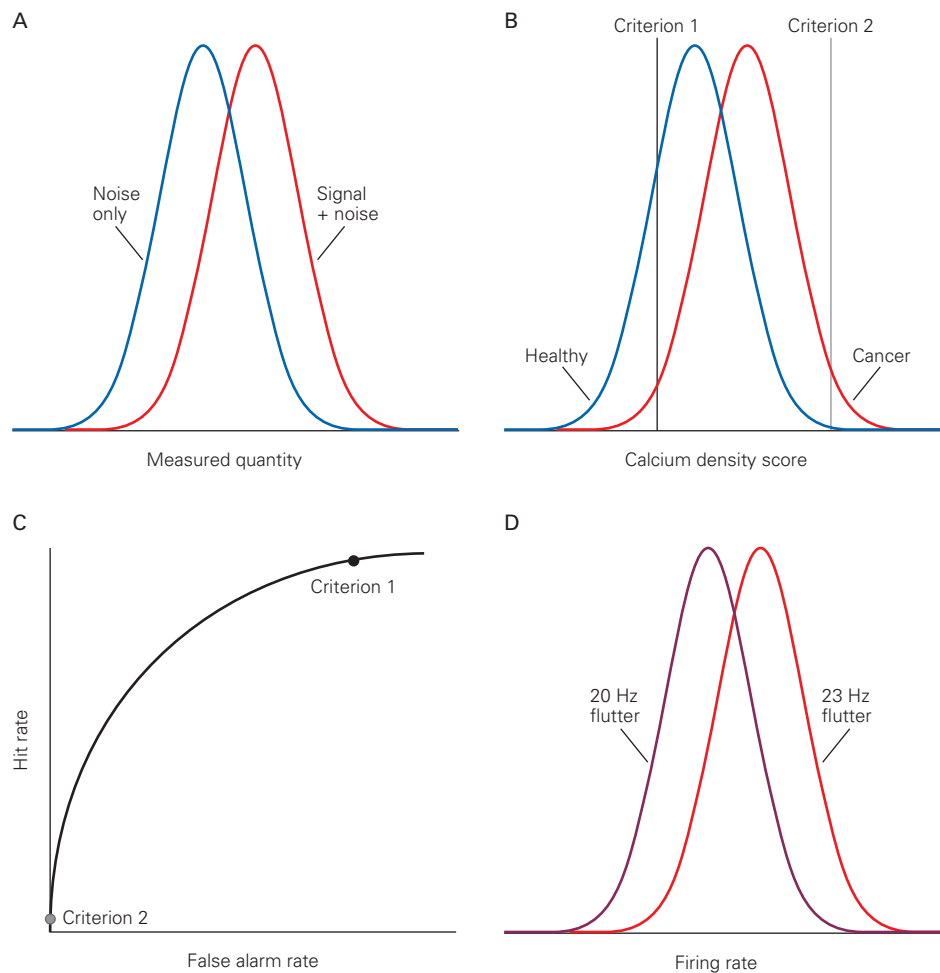 A
Noise
only
Signal
+ noise
Measured quantity
B
Criterion 1
Criterion 2
Healthy
Cancer
Calcium density score
C
Hit rate
Criterion 1
Criterion 2
False alarm rate
D
20 Hz
flutter
23 Hz
flutter
Firing rate